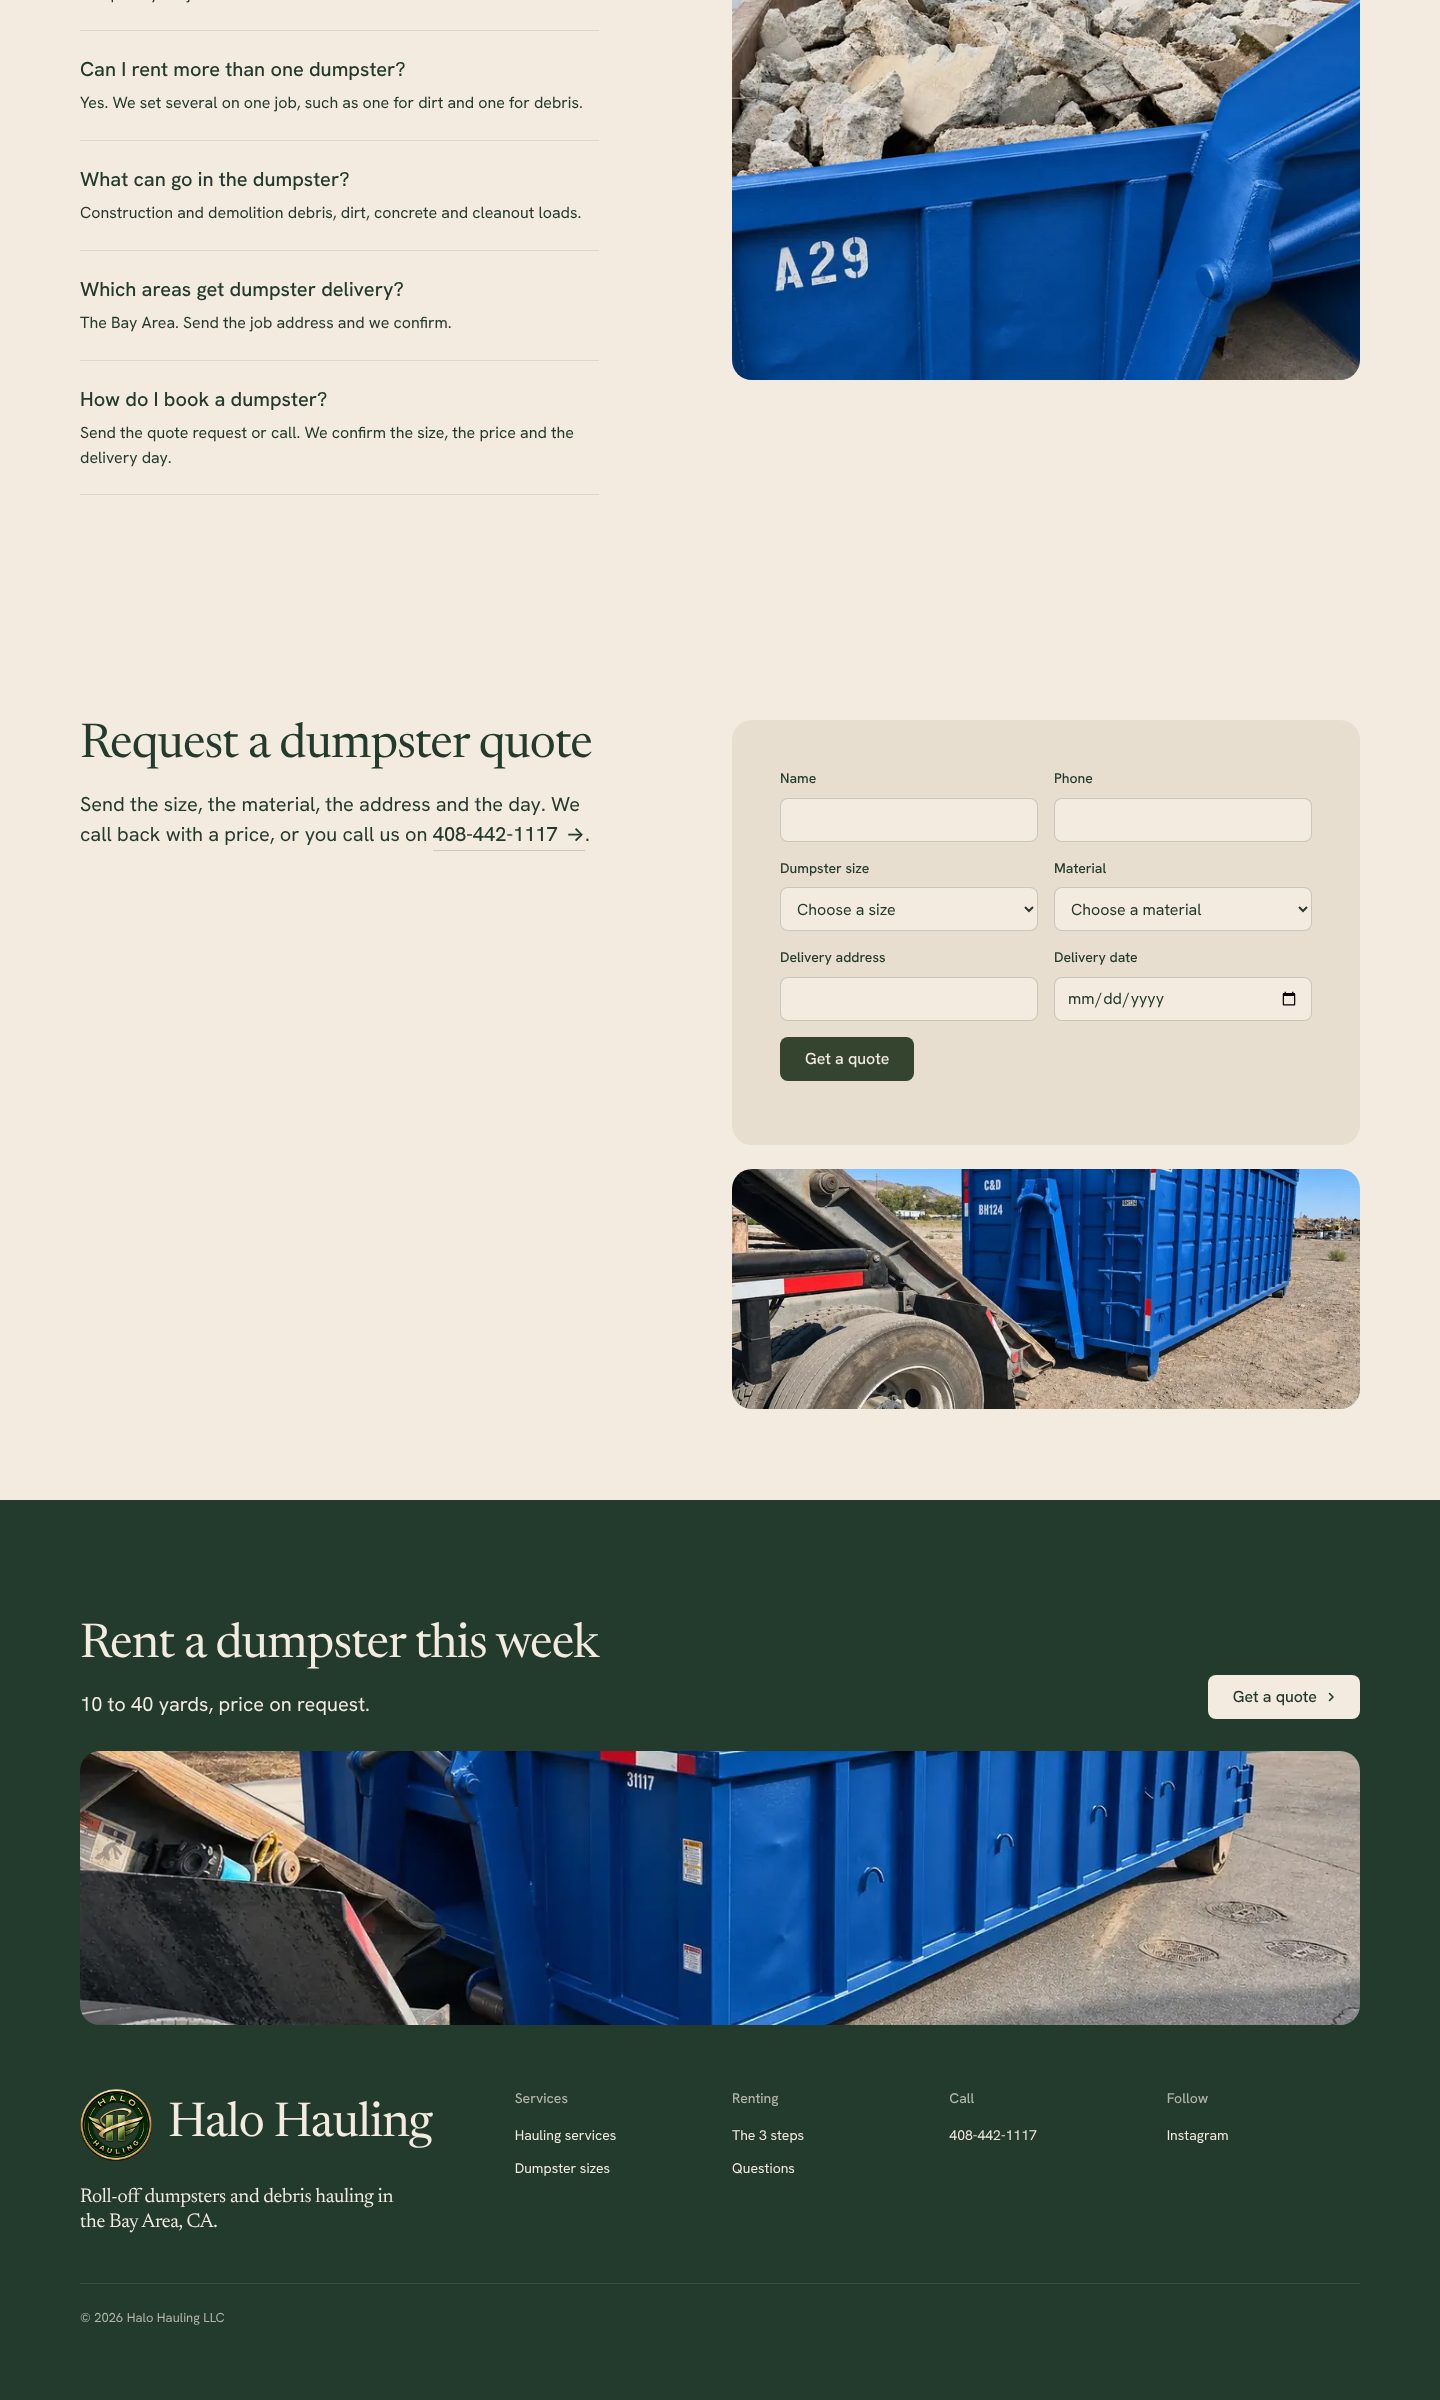 Can I rent more than one dumpster?
Yes. We set several on one job, such as one for dirt and one for debris.
What can go in the dumpster?
Construction and demolition debris, dirt, concrete and cleanout loads.
Which areas get dumpster delivery?
The Bay Area. Send the job address and we confirm.
How do I book a dumpster?
Send the quote request or call. We confirm the size, the price and the
delivery day.
A29
Request a dumpster quote
Send the size, the material, the address and the day. We
call back with a price, or you call us on 408-442-1117 →.
Name
Phone
Dumpster size
Material
Choose a size
Choose a material
Delivery address
Delivery date
mm/dd/yyyy
Get a quote
C&D
BH124
Rent a dumpster this week
10 to 40 yards, price on request.
Get a quote ›
31117
HALO
HAULING
Halo Hauling
Roll-off dumpsters and debris hauling in
the Bay Area, CA.
Services
Hauling services
Dumpster sizes
Renting
The 3 steps
Questions
Call
408-442-1117
Follow
Instagram
© 2026 Halo Hauling LLC